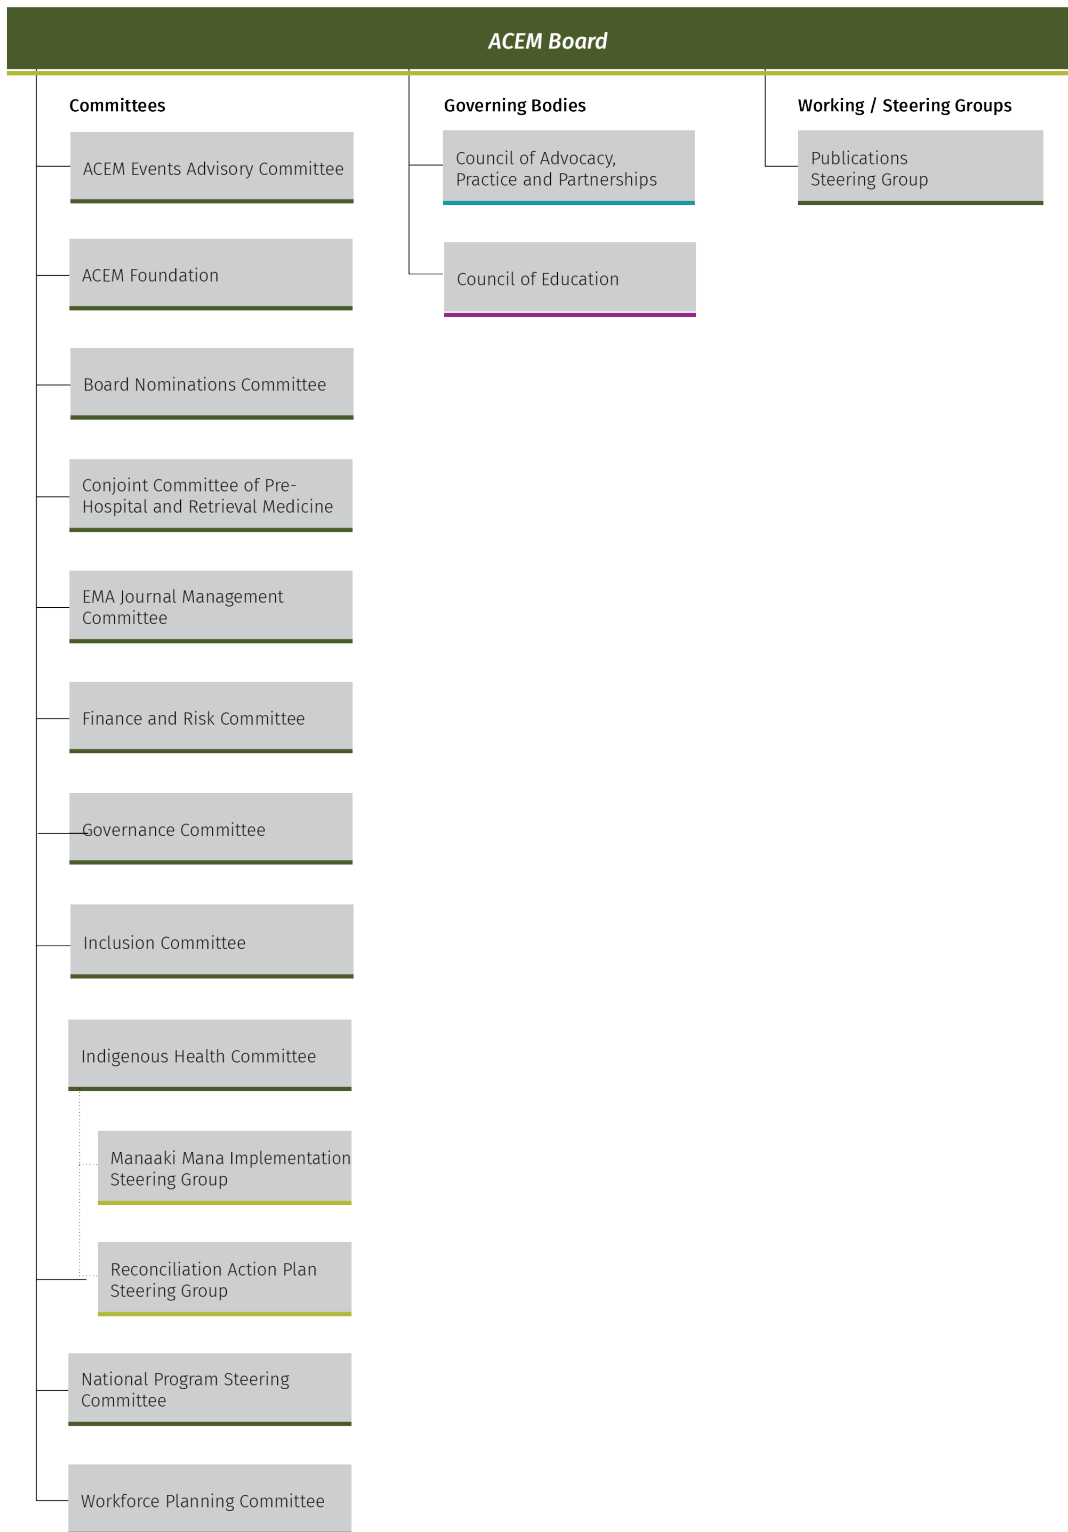 ACEM Board
Committees
ACEM Events Advisory Committee
ACEM Foundation
Board Nominations Committee
Conjoint Committee of Pre-
Hospital and Retrieval Medicine
EMA Journal Management
Committee
Finance and Risk Committee
Governance Committee
Inclusion Committee
Indigenous Health Committee
Manaaki Mana Implementation
Steering Group
Reconciliation Action Plan
Steering Group
National Program Steering
Committee
Workforce Planning Committee
Governing Bodies
Council of Advocacy,
Practice and Partnerships
Council of Education
Working / Steering Groups
Publications
Steering Group